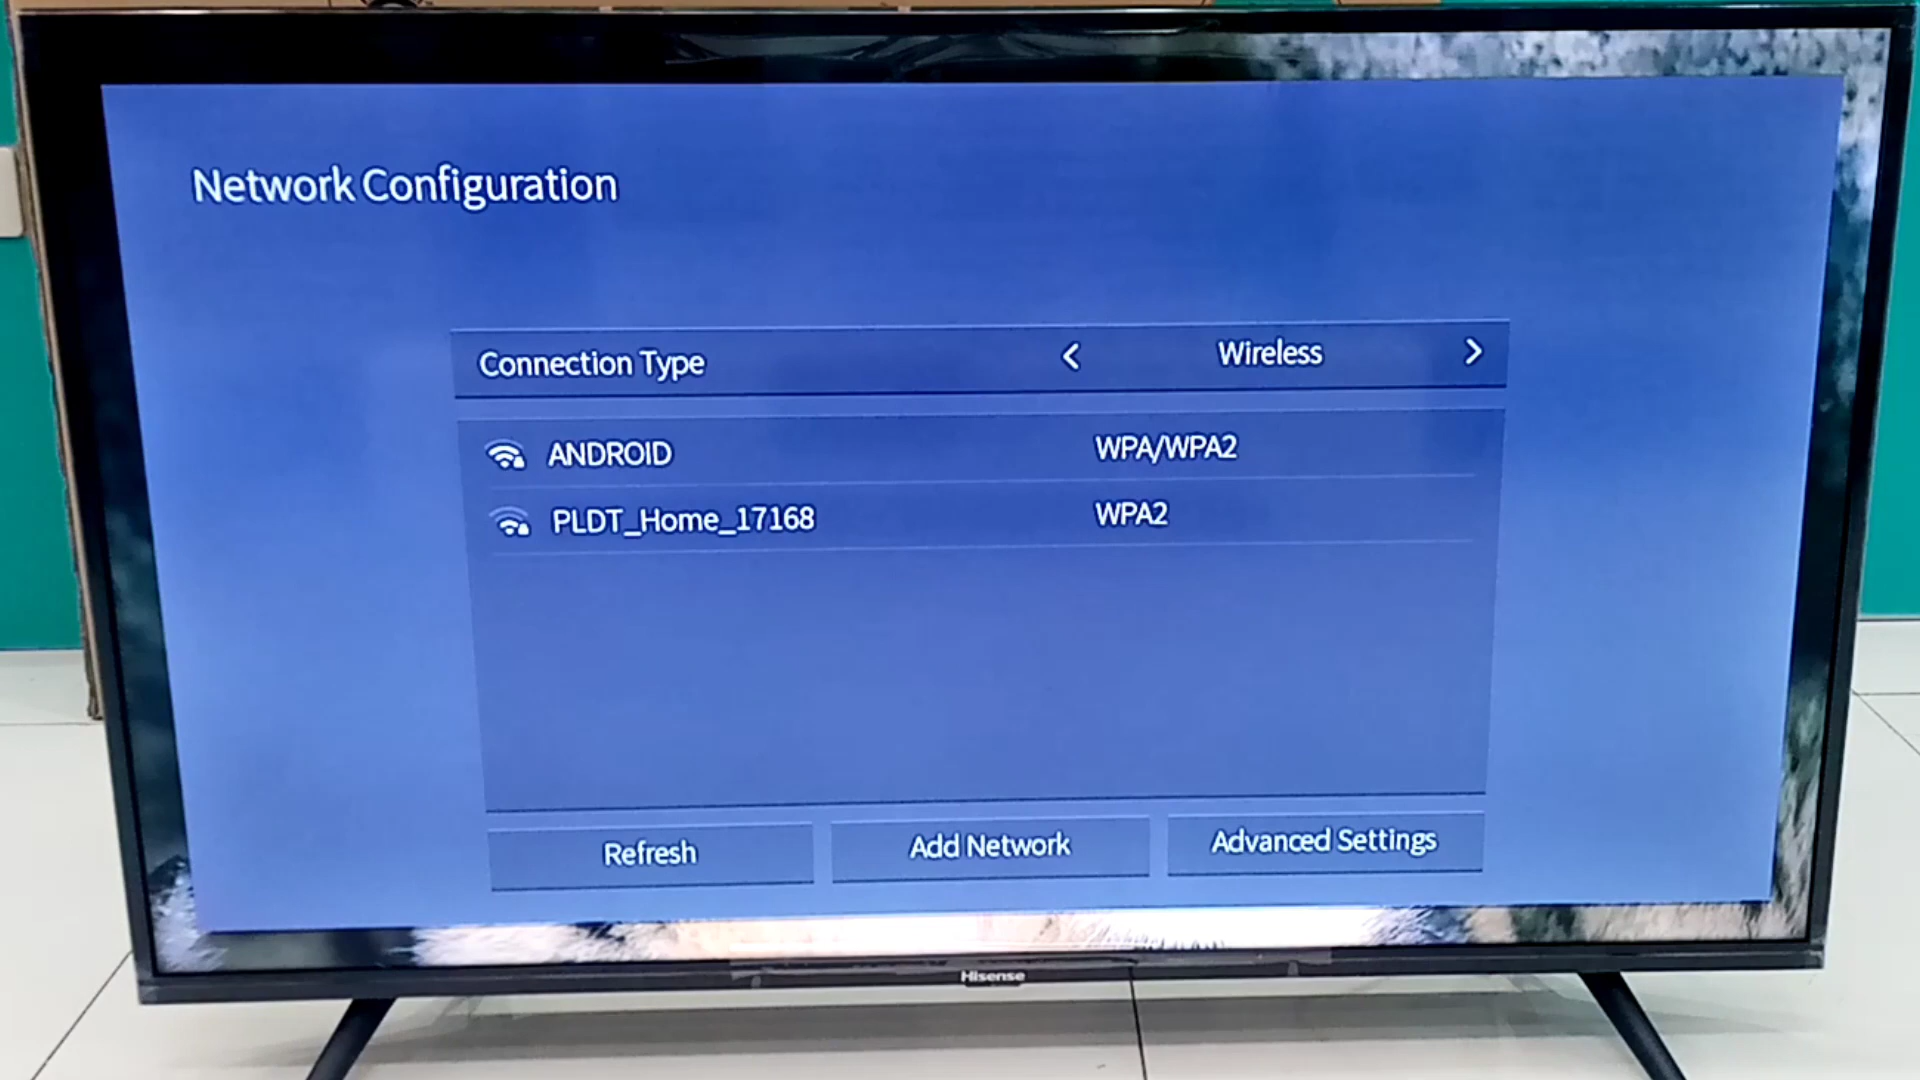 Network Configuration
Connection Type < Wireless >
ANDROID WPA/WPA2
PLDT_Home_17168 WPA2
Refresh Add Network Advanced Settings
Hisense